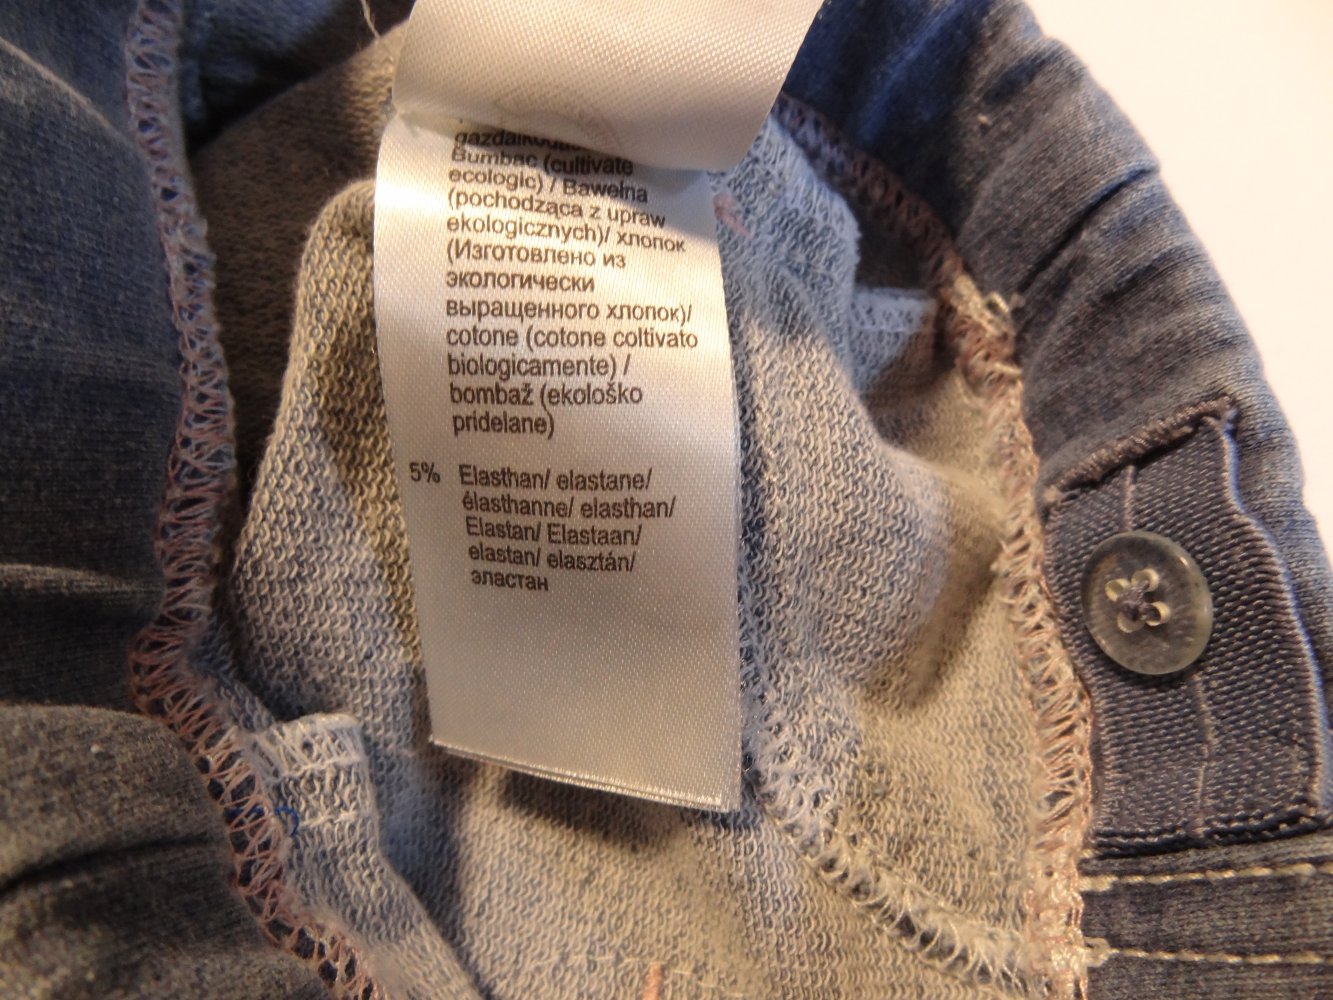 Bumbac (cultivate
ecologic) / Bawełna
(pochodząca z upraw
ekologicznych)/ хлопок
(Изготовлено из
экологически
выращенного хлопок)/
cotone (cotone coltivato
biologicamente) /
bombaž (ekološko
pridelane)
5% Elasthan/ elastane/
élasthanne/ elasthan/
Elastan/ Elastaan/
elastan/ elasztán/
эластан